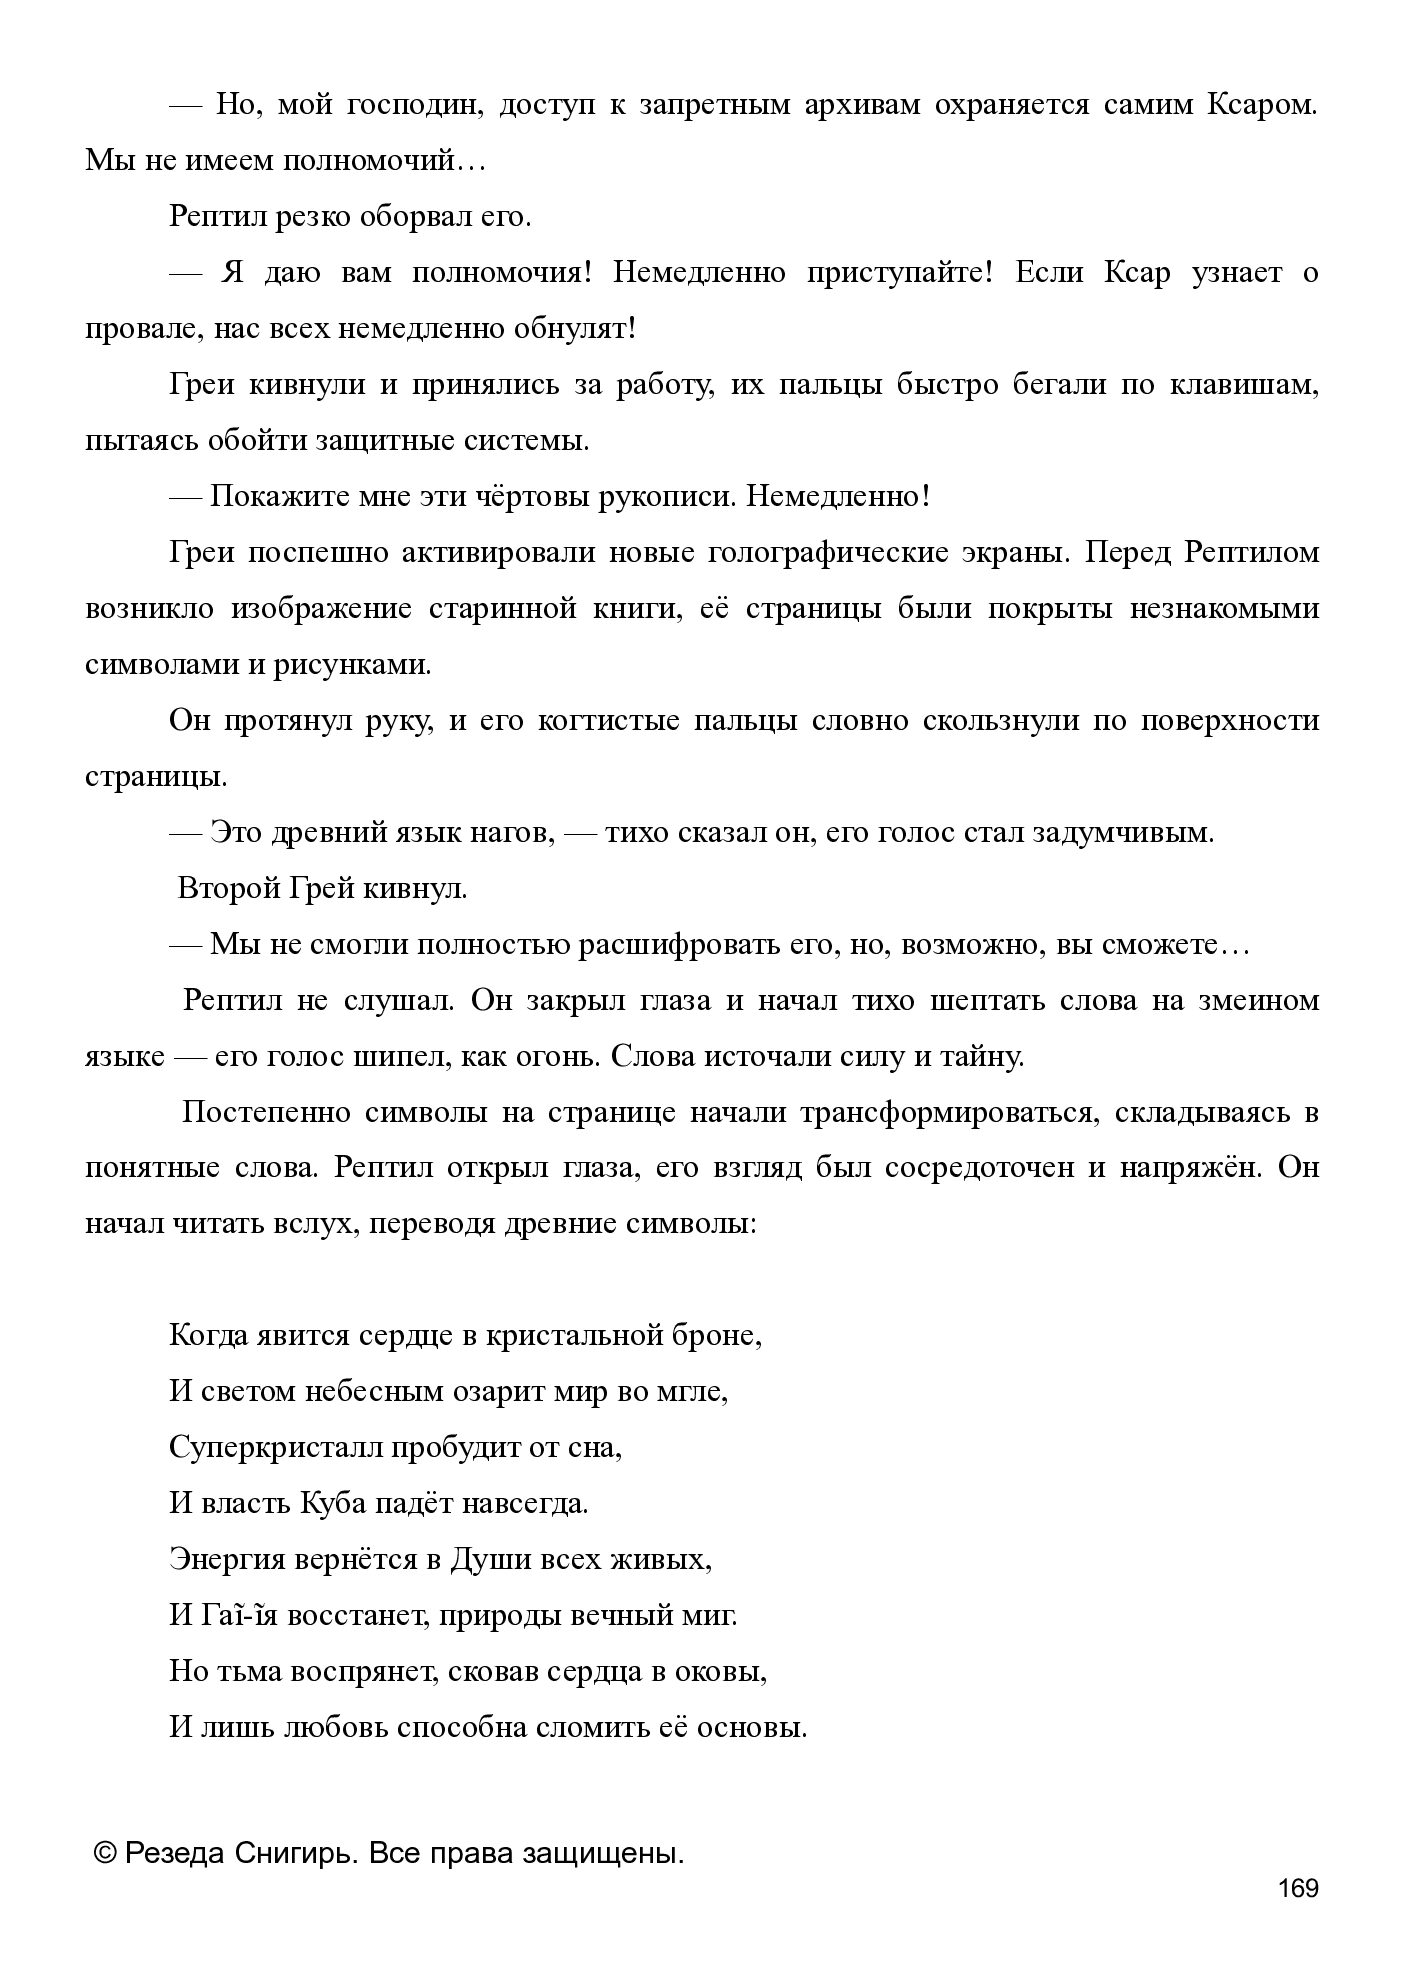 — Но, мой господин, доступ к запретным архивам охраняется самим Ксаром.
Мы не имеем полномочий…
Рептил резко оборвал его.
— Я даю вам полномочия! Немедленно приступайте! Если Ксар узнает о
провале, нас всех немедленно обнулят!
Греи кивнули и принялись за работу, их пальцы быстро бегали по клавишам,
пытаясь обойти защитные системы.
— Покажите мне эти чёртовы рукописи. Немедленно!
Греи поспешно активировали новые голографические экраны. Перед Рептилом
возникло изображение старинной книги, её страницы были покрыты незнакомыми
символами и рисунками.
Он протянул руку, и его когтистые пальцы словно скользнули по поверхности
страницы.
— Это древний язык нагов, — тихо сказал он, его голос стал задумчивым.
Второй Грей кивнул.
— Мы не смогли полностью расшифровать его, но, возможно, вы сможете…
Рептил не слушал. Он закрыл глаза и начал тихо шептать слова на змеином
языке — его голос шипел, как огонь. Слова источали силу и тайну.
Постепенно символы на странице начали трансформироваться, складываясь в
понятные слова. Рептил открыл глаза, его взгляд был сосредоточен и напряжён. Он
начал читать вслух, переводя древние символы:
Когда явится сердце в кристальной броне,
И светом небесным озарит мир во мгле,
Суперкристалл пробудит от сна,
И власть Куба падёт навсегда.
Энергия вернётся в Души всех живых,
И Гаĩ-ĩя восстанет, природы вечный миг.
Но тьма воспрянет, сковав сердца в оковы,
И лишь любовь способна сломить её основы.
© Резеда Снигирь. Все права защищены.
169